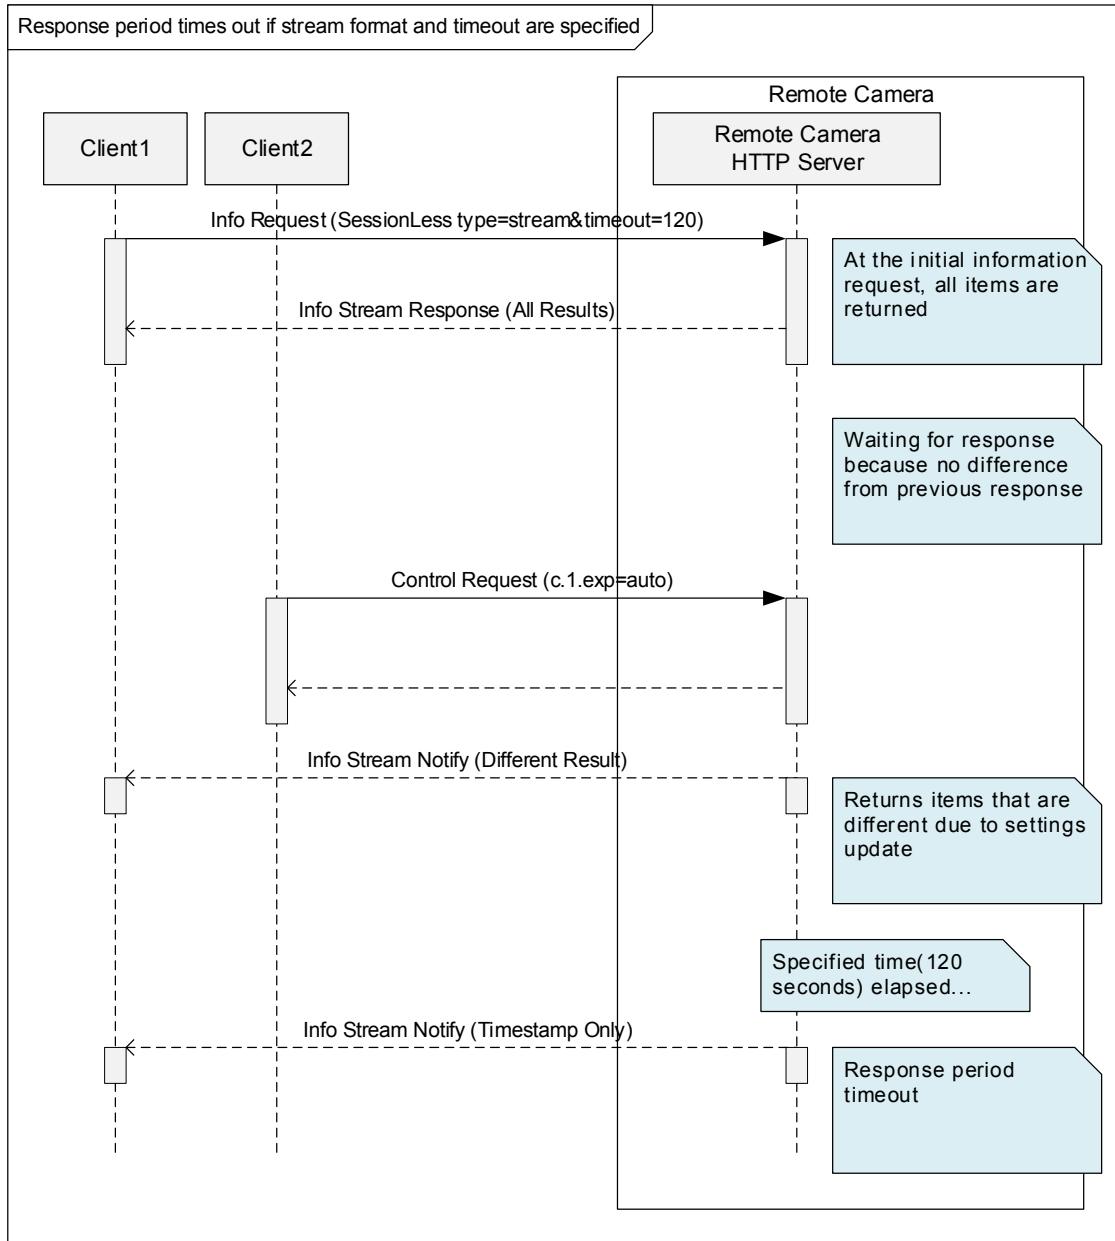 Response period times out if stream format and timeout are specified
Remote Camera
Client1
Client2
Remote Camera
HTTP Server
Info Request (SessionLess type=stream&timeout=120)
At the initial information
request, all items are
returned
Info Stream Response (All Results)
Waiting for response
because no difference
from previous response
Control Request (c.1.exp=auto)
Info Stream Notify (Different Result)
Returns items that are
different due to settings
update
Specified time(120
seconds) elapsed...
Info Stream Notify (Timestamp Only)
Response period
timeout